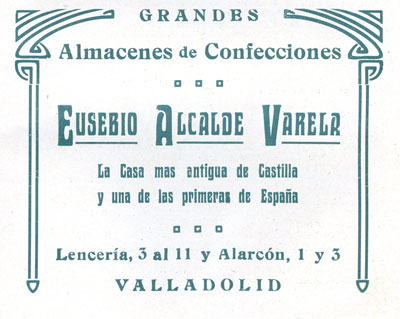 GRANDES
Almacenes de Confecciones
EUSEBIO ALCALDE VARELA
La Casa mas antigua de Castilla
y una de las primeras de España
Lencería, 3 al 11 y Alarcón, 1 y 3
VALLADOLID